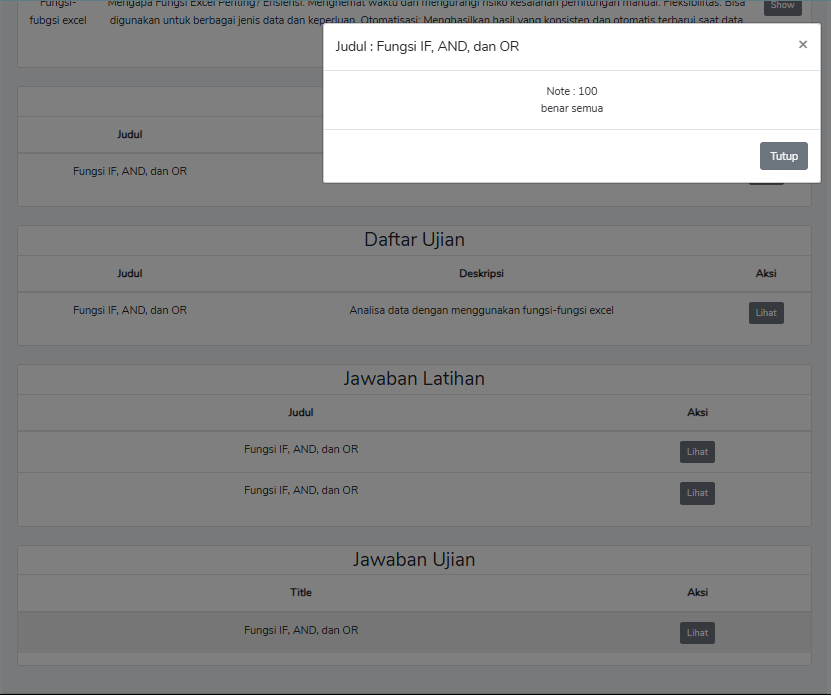 Fungsi-
fubgsi excel
Mengapa Fungsi Excel Penting? Efisiensi: Menghemat waktu dan mengurangi risiko kesalahan perhitungan manual. Fleksibilitas: Bisa
digunakan untuk berbagai jenis data dan keperluan. Otomatisasi: Menghasilkan hasil yang konsisten dan otomatis terbarui saat data
Show
Judul : Fungsi IF, AND, dan OR
×
Note : 100
benar semua
Tutup
Judul
Fungsi IF, AND, dan OR
Daftar Ujian
Judul Deskripsi Aksi
Fungsi IF, AND, dan OR Analisa data dengan menggunakan fungsi-fungsi excel Lihat
Jawaban Latihan
Judul Aksi
Fungsi IF, AND, dan OR Lihat
Fungsi IF, AND, dan OR Lihat
Jawaban Ujian
Title Aksi
Fungsi IF, AND, dan OR Lihat